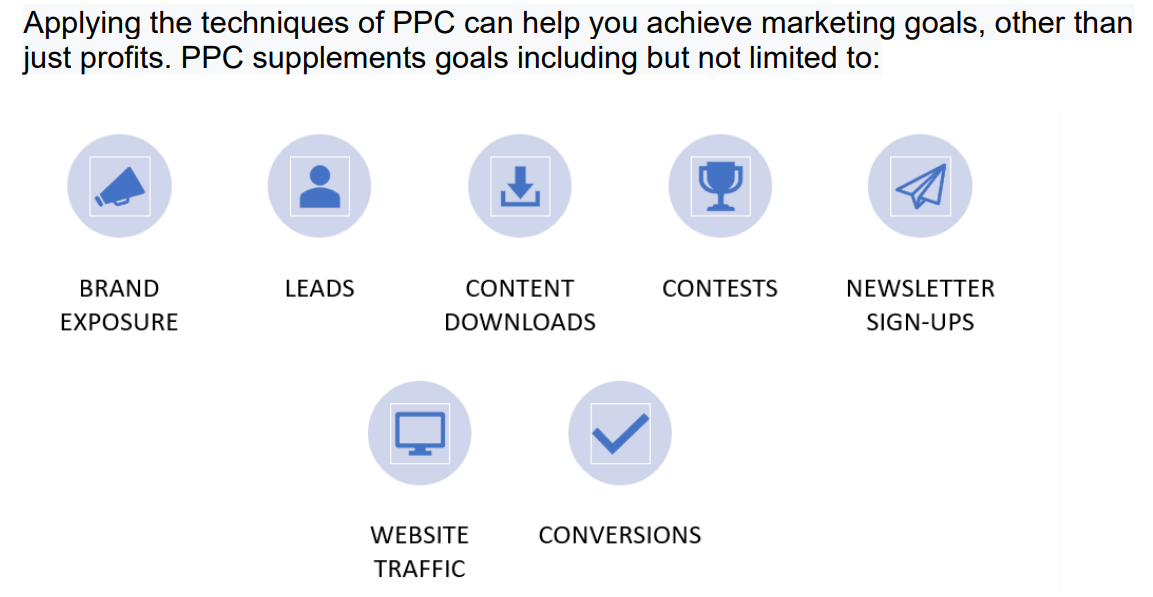 Applying the techniques of PPC can help you achieve marketing goals, other than
just profits. PPC supplements goals including but not limited to:
BRAND
EXPOSURE
LEADS
CONTENT
DOWNLOADS
CONTESTS
NEWSLETTER
SIGN-UPS
WEBSITE
TRAFFIC
CONVERSIONS